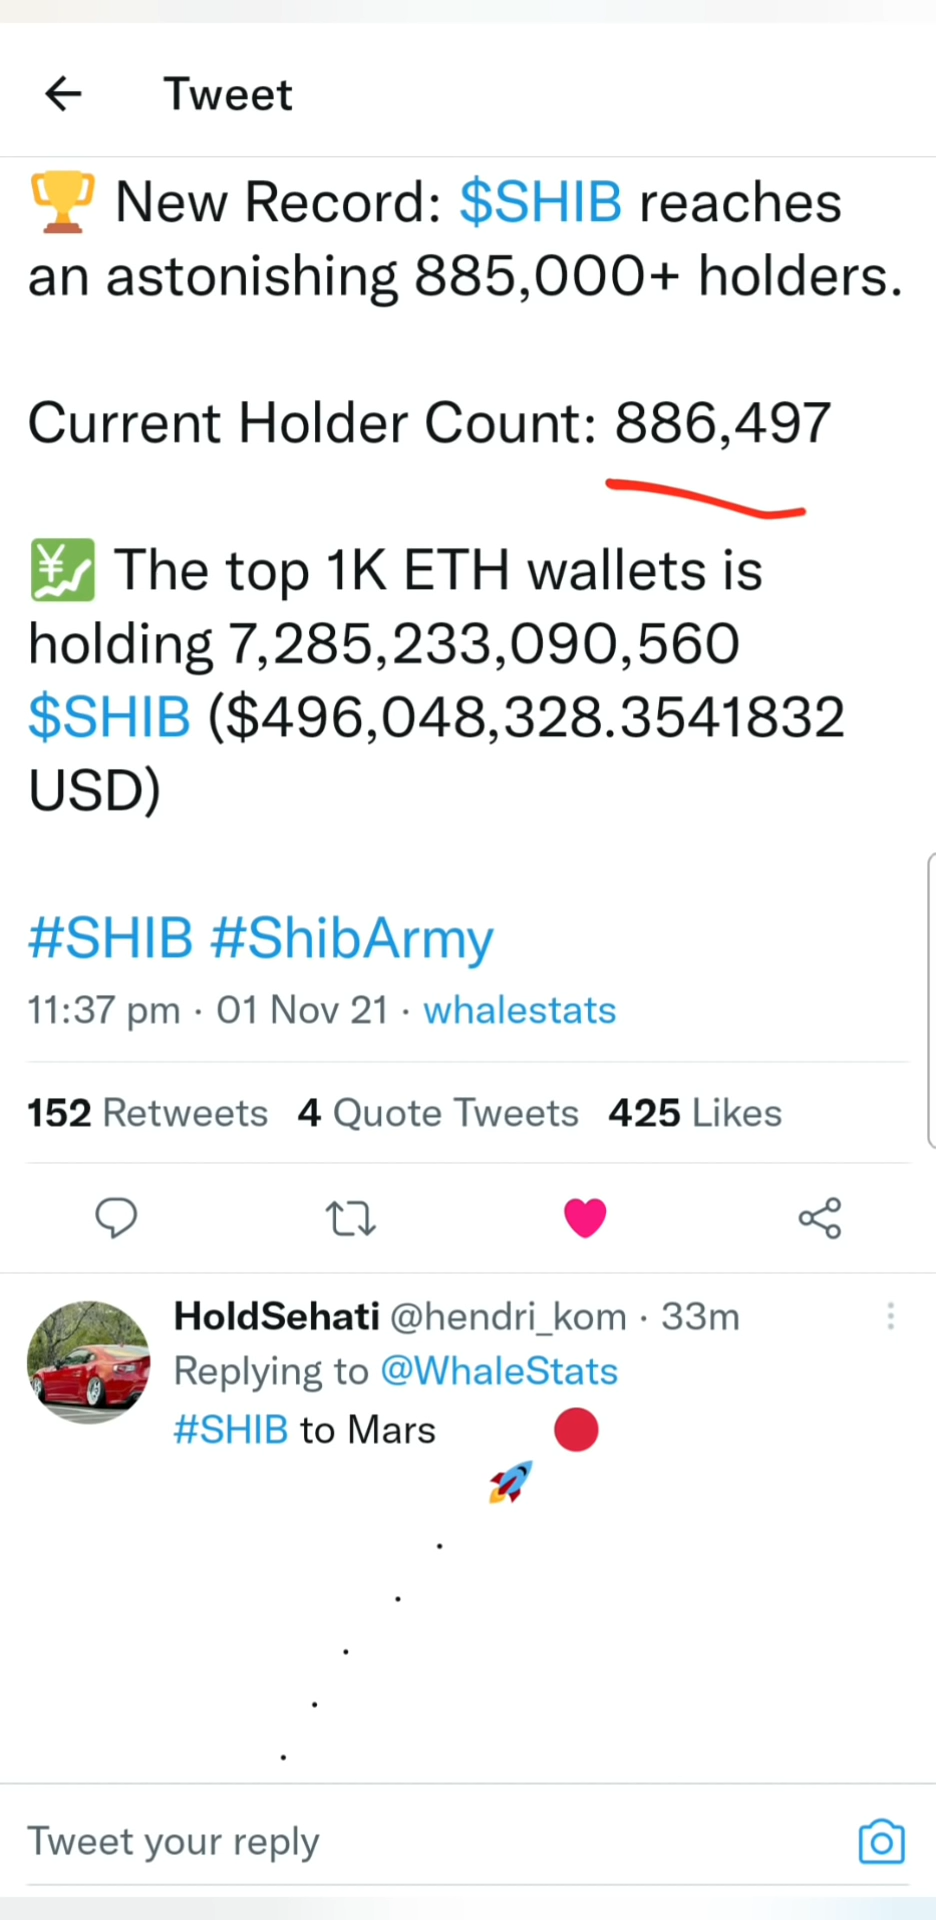 Tweet
🏆 New Record: $SHIB reaches
an astonishing 885,000+ holders.
Current Holder Count: 886,497
💹 The top 1K ETH wallets is
holding 7,285,233,090,560
$SHIB ($496,048,328.3541832
USD)
#SHIB #ShibArmy
11:37 pm · 01 Nov 21 · whalestats
152 Retweets 4 Quote Tweets 425 Likes
HoldSehati @hendri_kom · 33m
Replying to @WhaleStats
#SHIB to Mars 🔴
🚀
.
.
.
.
.
Tweet your reply